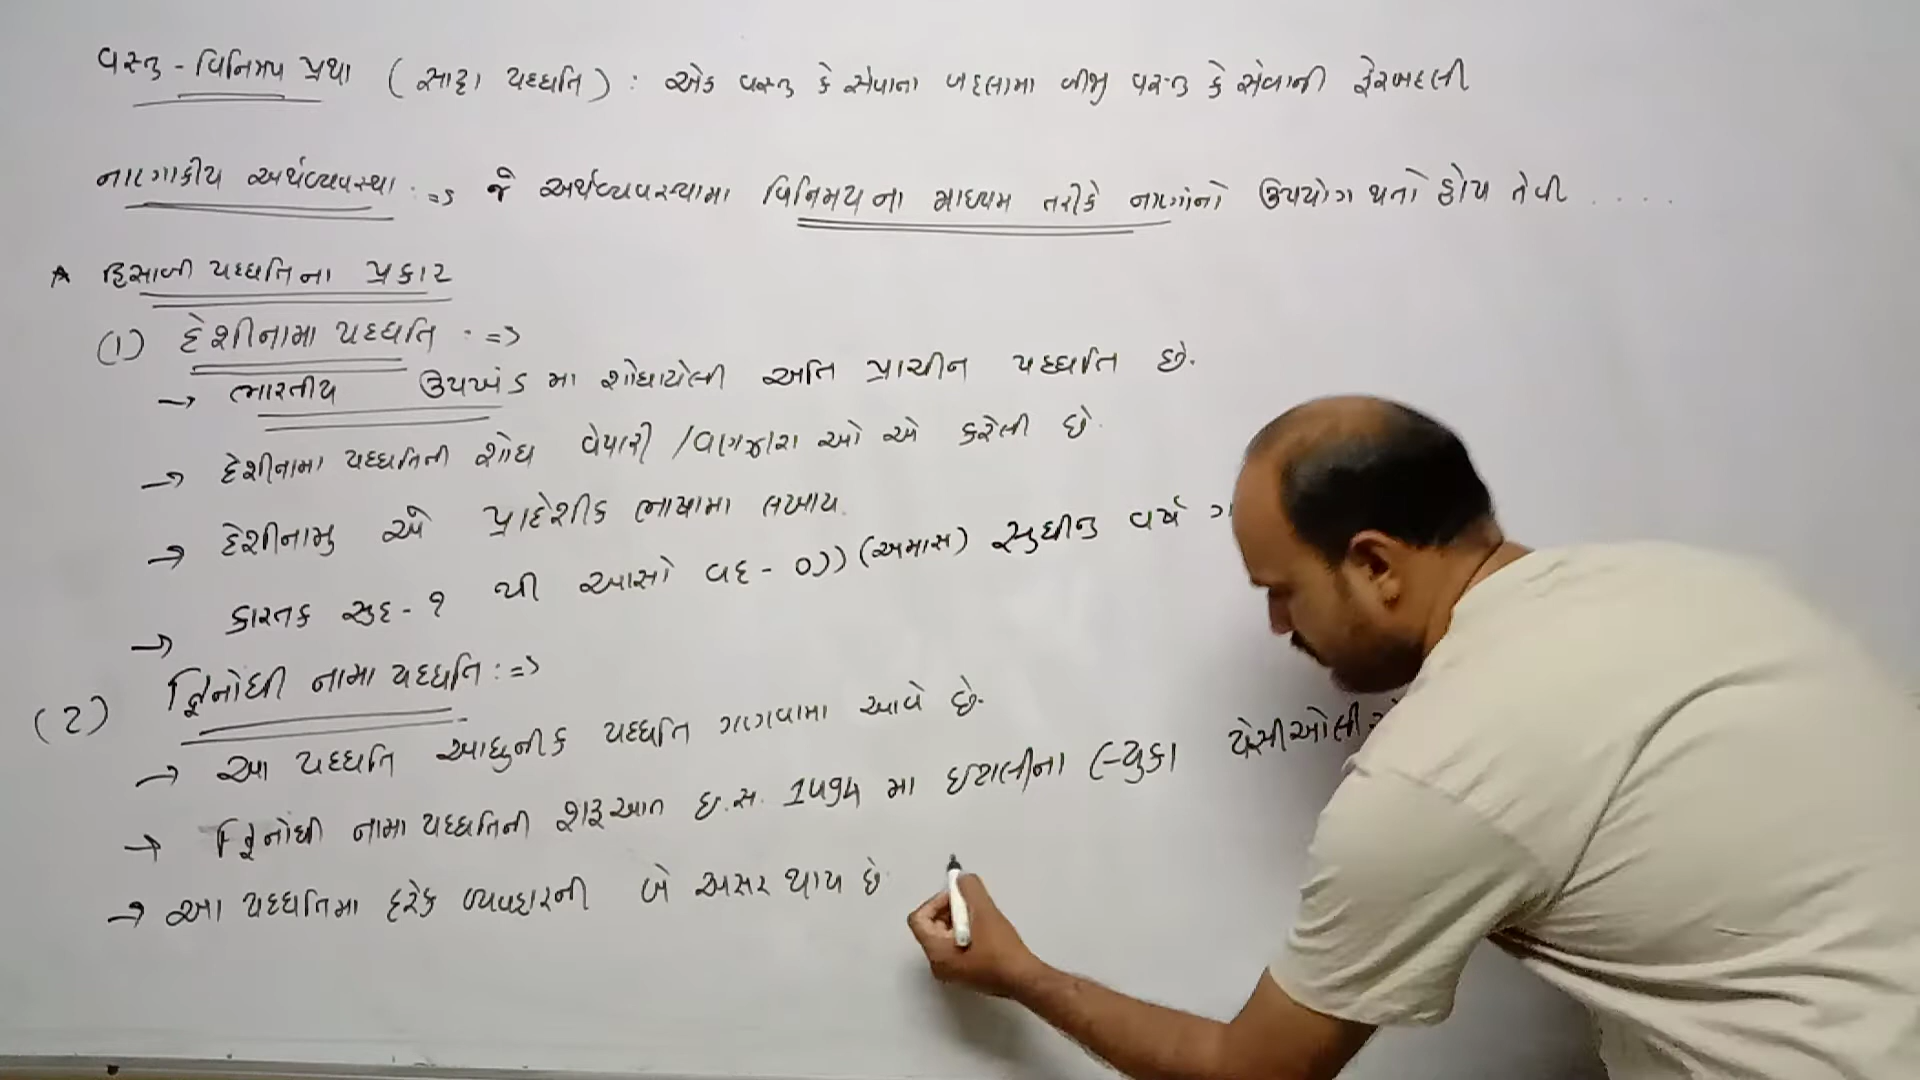 વસ્તુ - વિનિમય પ્રથા ( સાટા પદ્ધતિ ) : એક વસ્તુ કે સેવાના બદલામા બીજી વસ્તુ કે સેવાની ફેરબદલી
નાણાકીય અર્થવ્યવસ્થા :=> જે અર્થવ્યવસ્થામા વિનિમય ના માધ્યમ તરીકે નાણાંનો ઉપયોગ થતો હોય તેવી . . . .
હિસાબી પદ્ધતિ ના પ્રકાર
(1) દેશીનામા પદ્ધતિ : =>
→ ભારતીય ઉપખંડ મા શોધાયેલી અતિ પ્રાચીન પદ્ધતિ છે.
→ દેશીનામા પદ્ધતિની શોધ વેપારી /વણઝારા ઓ એ કરેલી છે.
→ દેશીનામુ એ પ્રાદેશીક ભાષામા લખાય.
→ કારતક સુદ - ૧ થી આસો વદ - 0)) (અમાસ) સુધીનુ વર્ષ
(2) દ્વિનોંધી નામા પદ્ધતિ : =>
→ આ પદ્ધતિ આધુનીક પદ્ધતિ ગણવામા આવે છે.
→ દ્વિનોંધી નામા પદ્ધતિની શરૂઆત ઇ.સ. 1494 મા ઇટાલીના
→ આ પદ્ધતિમા દરેક વ્યવહારની બે અસર થાય છે